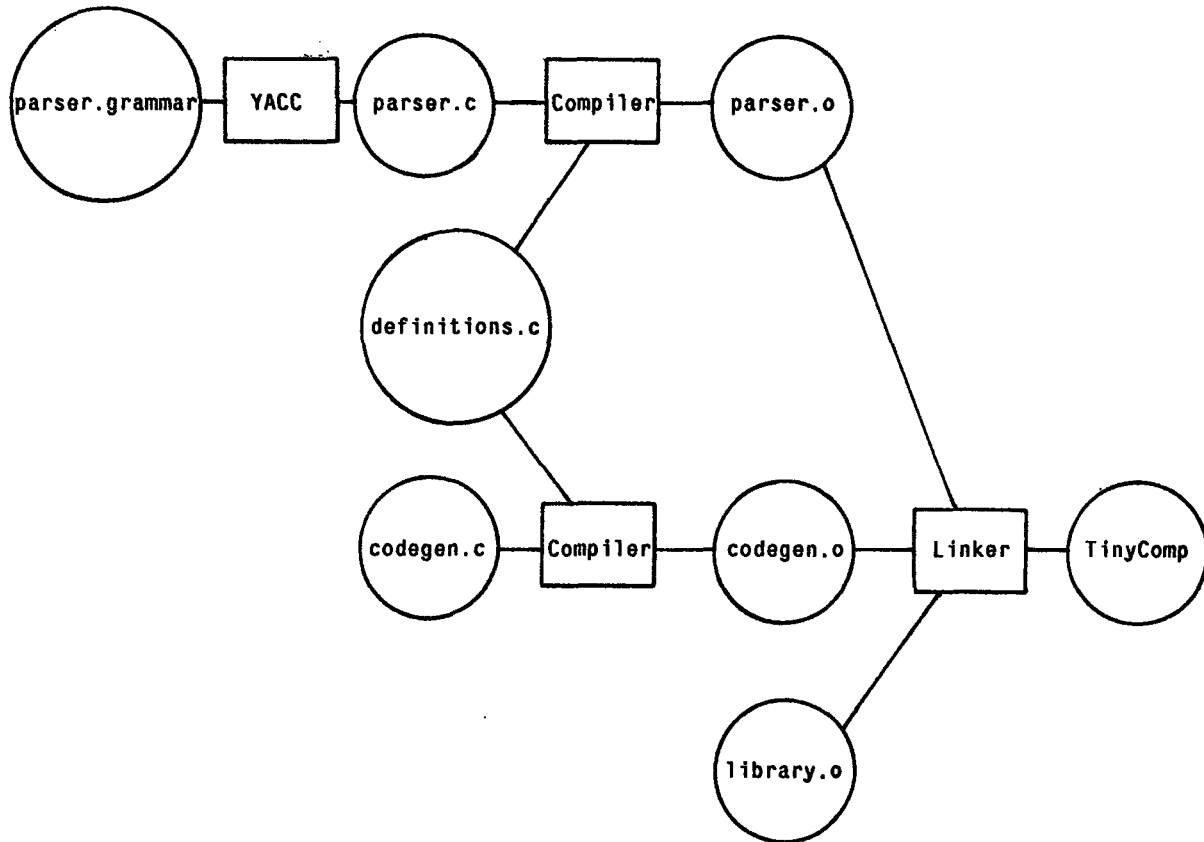 parser.grammar
YACC
parser.c
Compiler
parser.o
definitions.c
codegen.c
Compiler
codegen.o
Linker
TinyComp
library.o